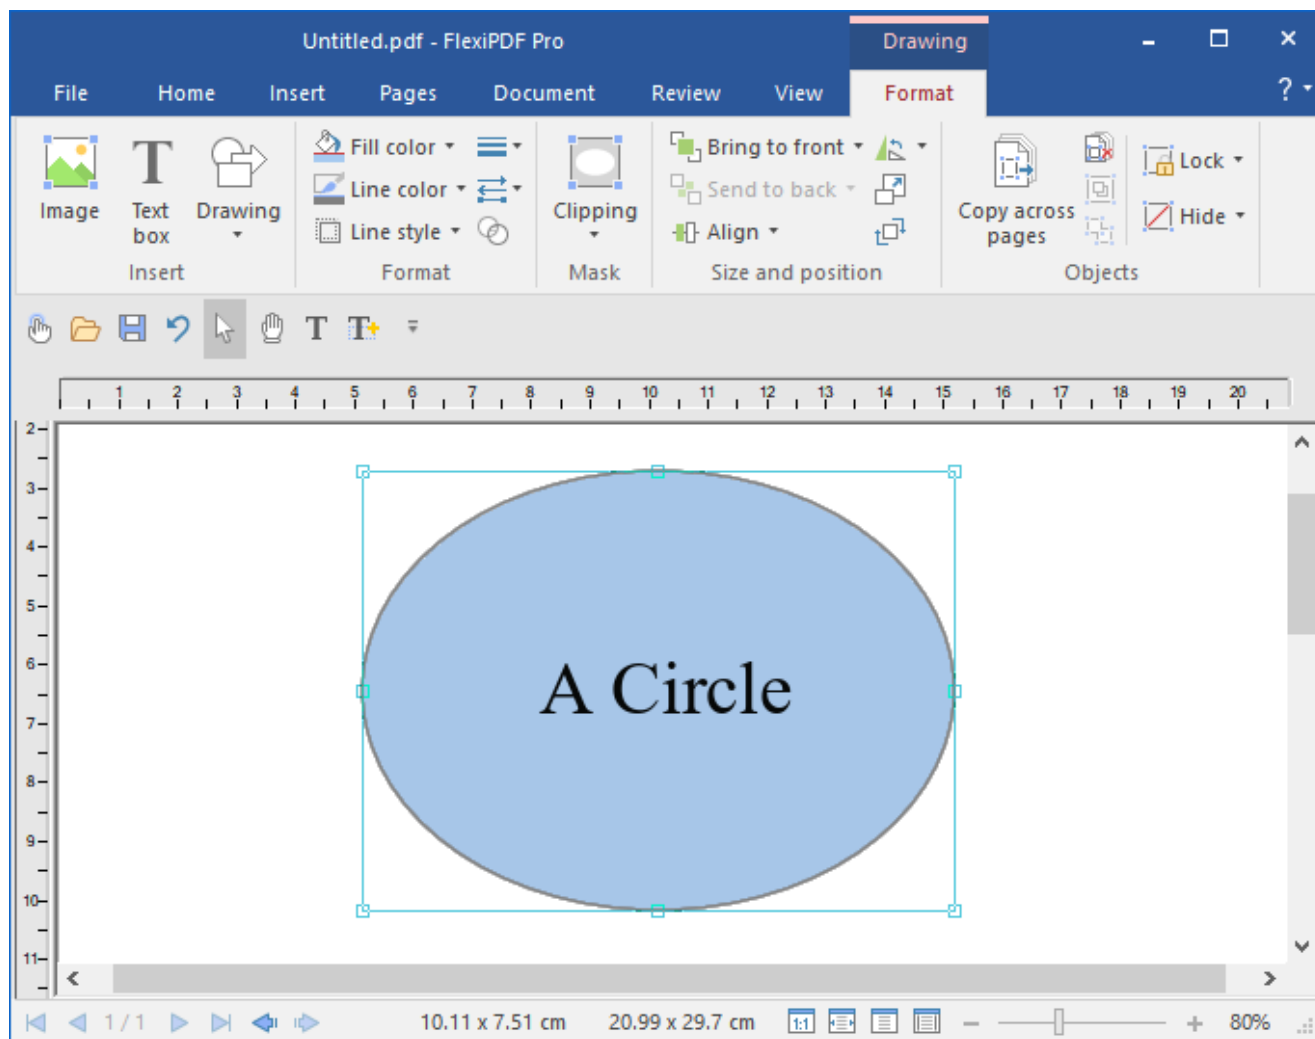 Untitled.pdf - FlexiPDF Pro
Drawing
File Home Insert Pages Document Review View Format ?
Image
Text box
Drawing
Insert
Fill color
Line color
Line style
Format
Clipping
Mask
Bring to front
Send to back
Align
Size and position
Copy across
pages
Lock
Hide
Objects
T T
1 2 3 4 5 6 7 8 9 10 11 12 13 14 15 16 17 18 19 20
2
3
4
5
6
7
8
9
10
11
A Circle
1 / 1 10.11 x 7.51 cm 20.99 x 29.7 cm 1:1 80%